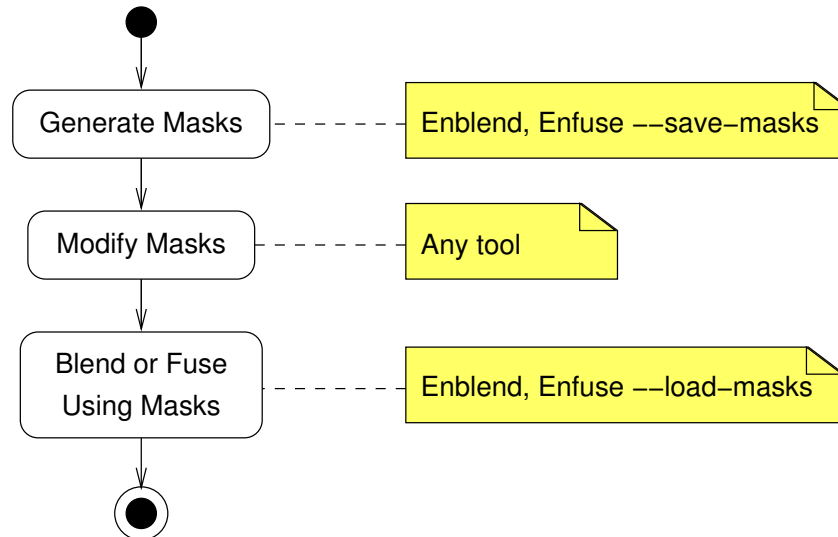 Generate Masks
Enblend, Enfuse −−save−masks
Modify Masks
Any tool
Blend or Fuse
Using Masks
Enblend, Enfuse −−load−masks